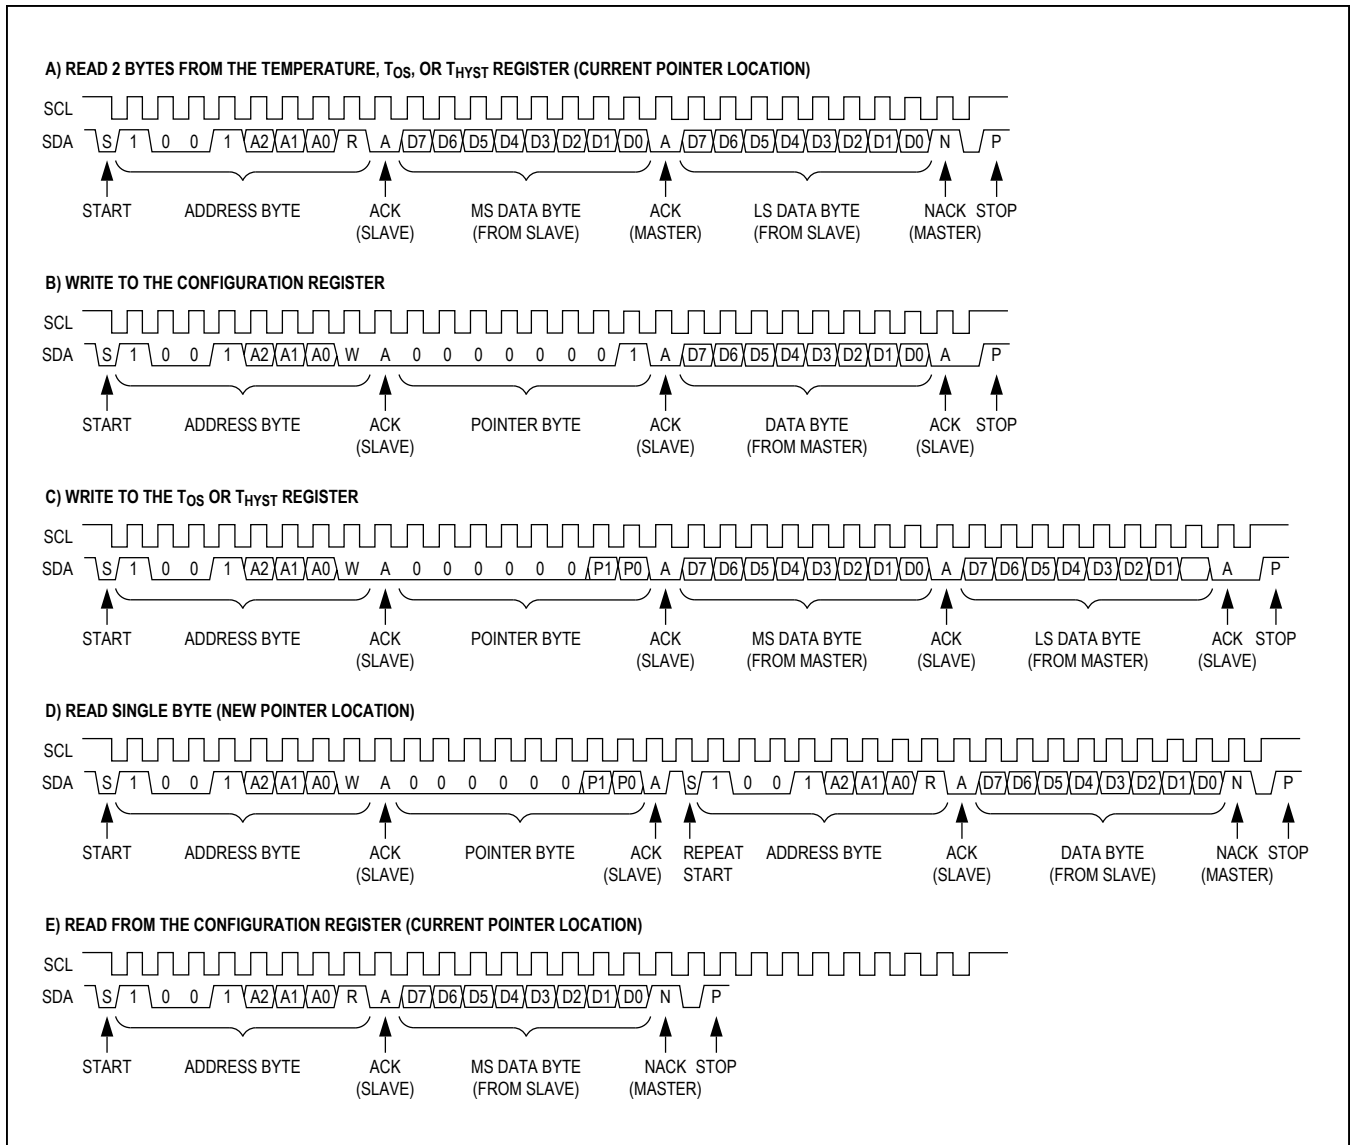 A) READ 2 BYTES FROM THE TEMPERATURE, TOS, OR THYST REGISTER (CURRENT POINTER LOCATION)
SCL
SDA S 1 0 0 1 A2 A1 A0 R A D7 D6 D5 D4 D3 D2 D1 D0 A D7 D6 D5 D4 D3 D2 D1 D0 N P
START ADDRESS BYTE ACK MS DATA BYTE ACK LS DATA BYTE NACK STOP
(SLAVE) (FROM SLAVE) (MASTER) (FROM SLAVE) (MASTER)
B) WRITE TO THE CONFIGURATION REGISTER
SCL
SDA S 1 0 0 1 A2 A1 A0 W A 0 0 0 0 0 0 0 1 A D7 D6 D5 D4 D3 D2 D1 D0 A P
START ADDRESS BYTE ACK POINTER BYTE ACK DATA BYTE ACK STOP
(SLAVE) (SLAVE) (FROM MASTER) (SLAVE)
C) WRITE TO THE TOS OR THYST REGISTER
SCL
SDA S 1 0 0 1 A2 A1 A0 W A 0 0 0 0 0 0 P1 P0 A D7 D6 D5 D4 D3 D2 D1 D0 A D7 D6 D5 D4 D3 D2 D1 A P
START ADDRESS BYTE ACK POINTER BYTE ACK MS DATA BYTE ACK LS DATA BYTE ACK STOP
(SLAVE) (SLAVE) (FROM MASTER) (SLAVE) (FROM MASTER) (SLAVE)
D) READ SINGLE BYTE (NEW POINTER LOCATION)
SCL
SDA S 1 0 0 1 A2 A1 A0 W A 0 0 0 0 0 0 P1 P0 A S 1 0 0 1 A2 A1 A0 R A D7 D6 D5 D4 D3 D2 D1 D0 N P
START ADDRESS BYTE ACK POINTER BYTE ACK REPEAT ADDRESS BYTE ACK DATA BYTE NACK STOP
(SLAVE) (SLAVE) START (SLAVE) (FROM SLAVE) (MASTER)
E) READ FROM THE CONFIGURATION REGISTER (CURRENT POINTER LOCATION)
SCL
SDA S 1 0 0 1 A2 A1 A0 R A D7 D6 D5 D4 D3 D2 D1 D0 N P
START ADDRESS BYTE ACK MS DATA BYTE NACK STOP
(SLAVE) (FROM SLAVE) (MASTER)